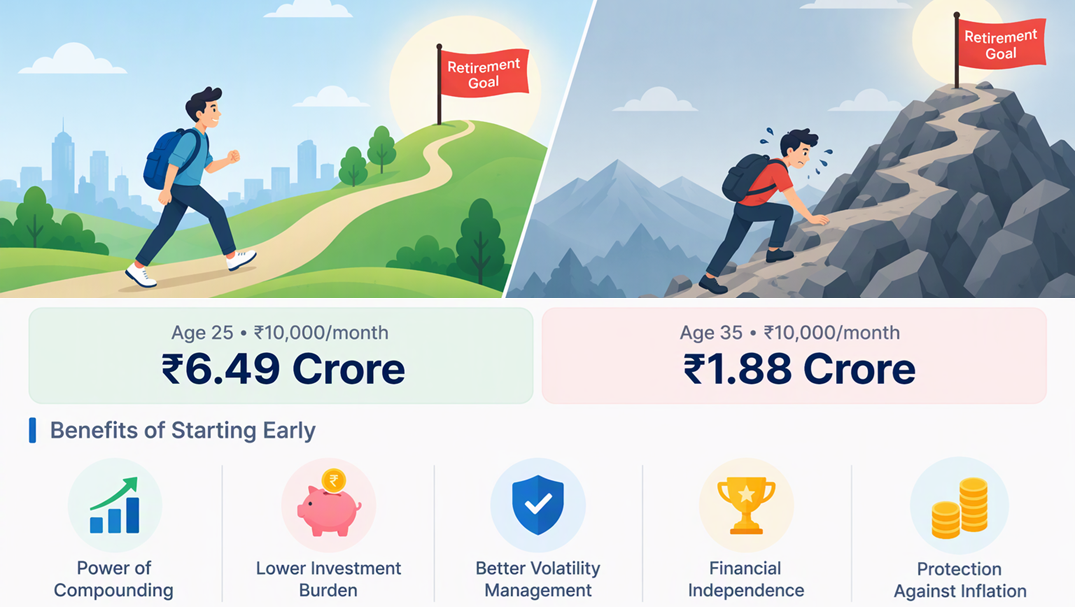 Retirement
Goal
Retirement
Goal
Age 25 • ₹10,000/month
₹6.49 Crore
Age 35 • ₹10,000/month
₹1.88 Crore
Benefits of Starting Early
₹
Power of
Compounding
Lower Investment
Burden
Better Volatility
Management
Financial
Independence
Protection
Against Inflation